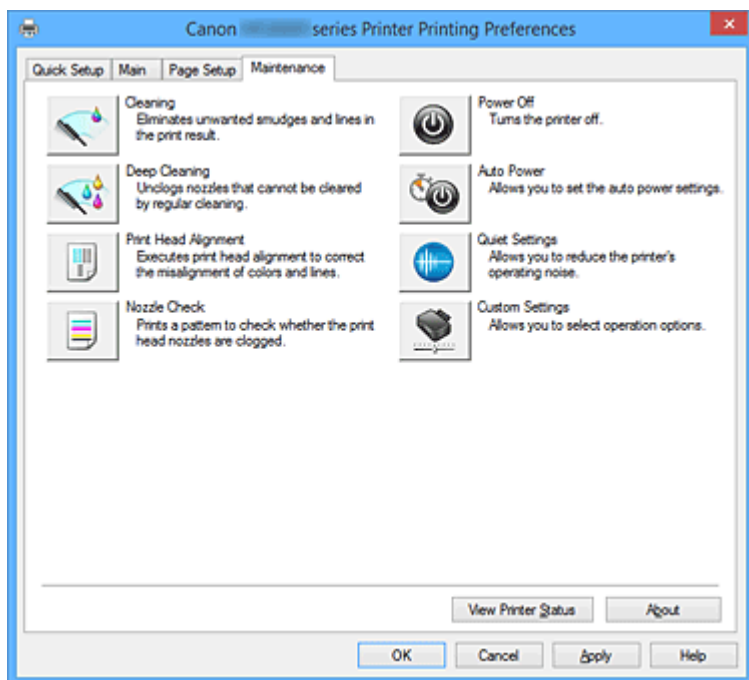 Canon series Printer Printing Preferences
Quick Setup Main Page Setup Maintenance
Cleaning
Eliminates unwanted smudges and lines in
the print result.
Power Off
Turns the printer off.
Deep Cleaning
Unclogs nozzles that cannot be cleared
by regular cleaning.
Auto Power
Allows you to set the auto power settings.
Print Head Alignment
Executes print head alignment to correct
the misalignment of colors and lines.
Quiet Settings
Allows you to reduce the printer's
operating noise.
Nozzle Check
Prints a pattern to check whether the print
head nozzles are clogged.
Custom Settings
Allows you to select operation options.
View Printer Status About
OK Cancel Apply Help